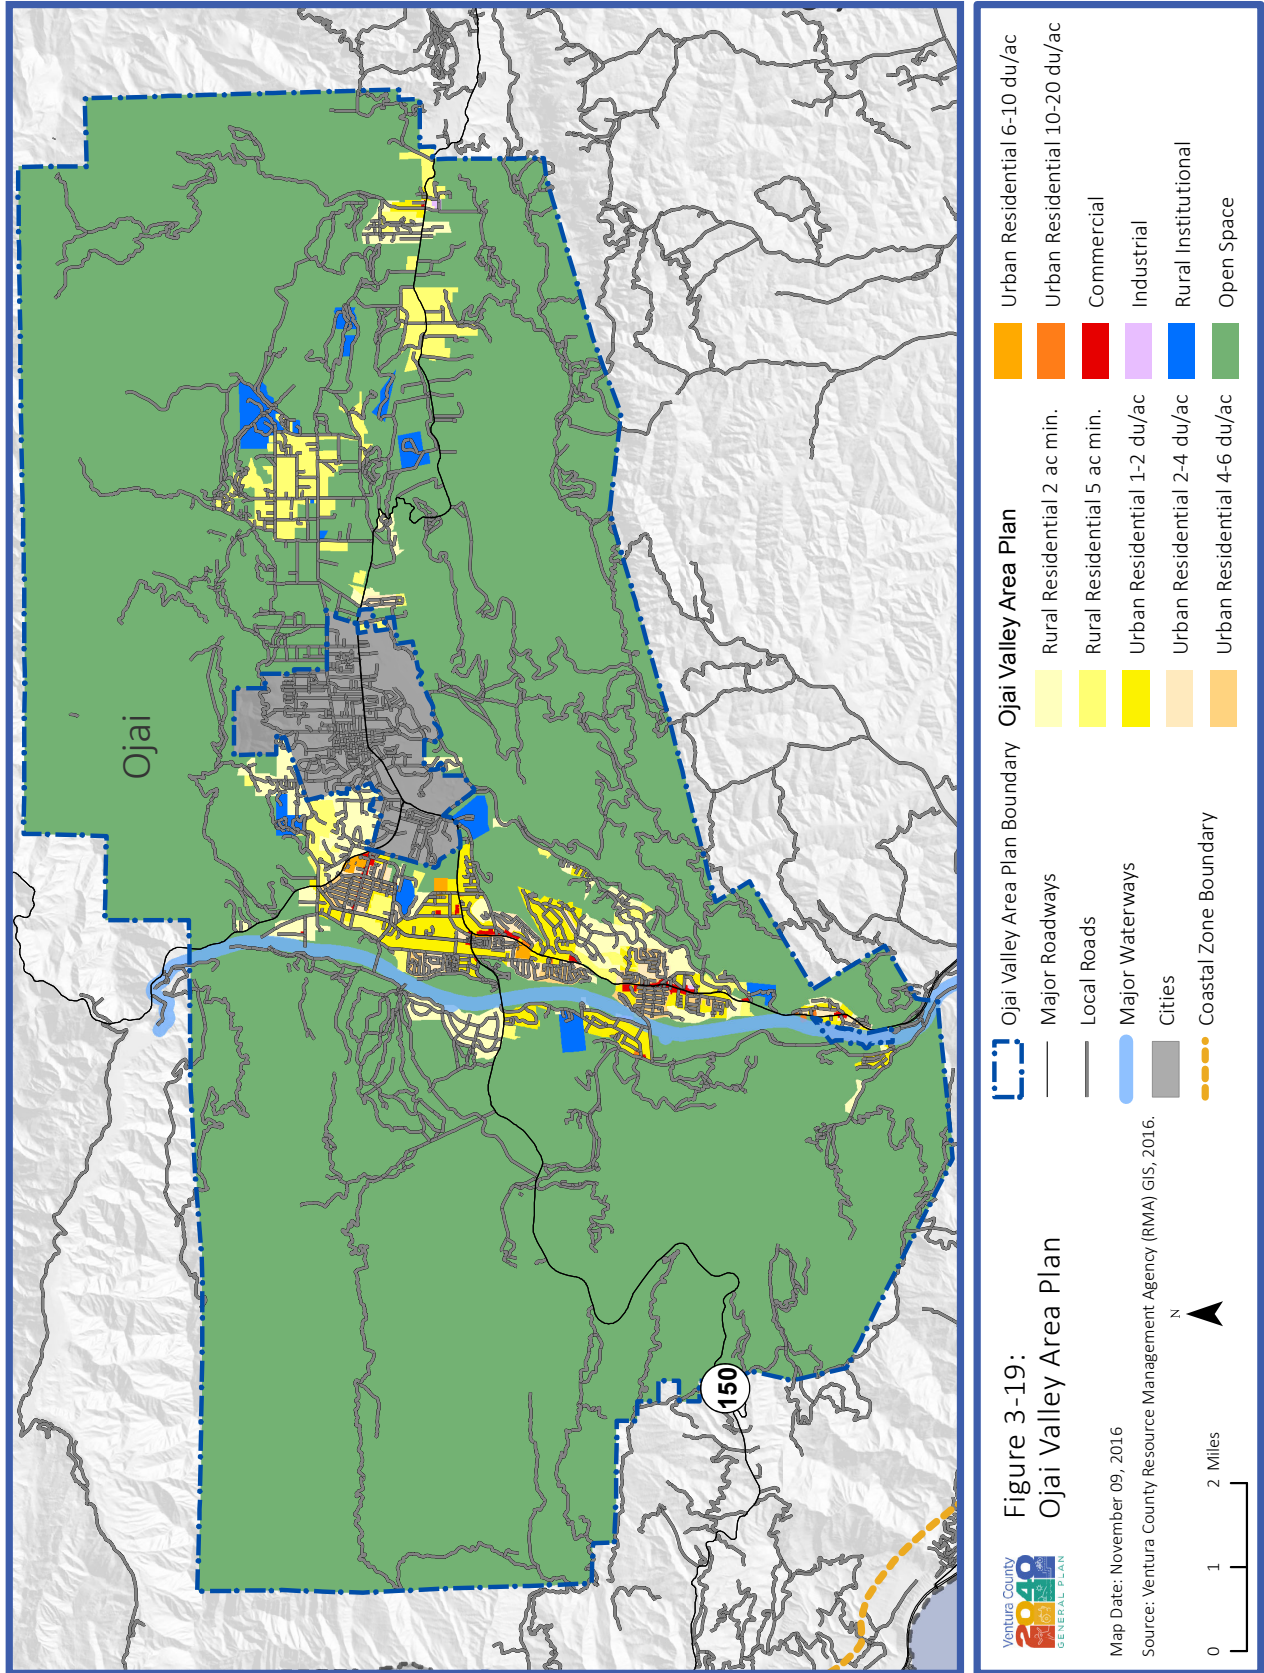 Ojai
150
Ventura County
2040
GENERAL PLAN
Figure 3-19:
Ojai Valley Area Plan
Map Date: November 09, 2016
Source: Ventura County Resource Management Agency (RMA) GIS, 2016.
0 1 2 Miles
N
Ojai Valley Area Plan Boundary
Major Roadways
Local Roads
Major Waterways
Cities
Coastal Zone Boundary
Ojai Valley Area Plan
Rural Residential 2 ac min.
Rural Residential 5 ac min.
Urban Residential 1-2 du/ac
Urban Residential 2-4 du/ac
Urban Residential 4-6 du/ac
Urban Residential 6-10 du/ac
Urban Residential 10-20 du/ac
Commercial
Industrial
Rural Institutional
Open Space